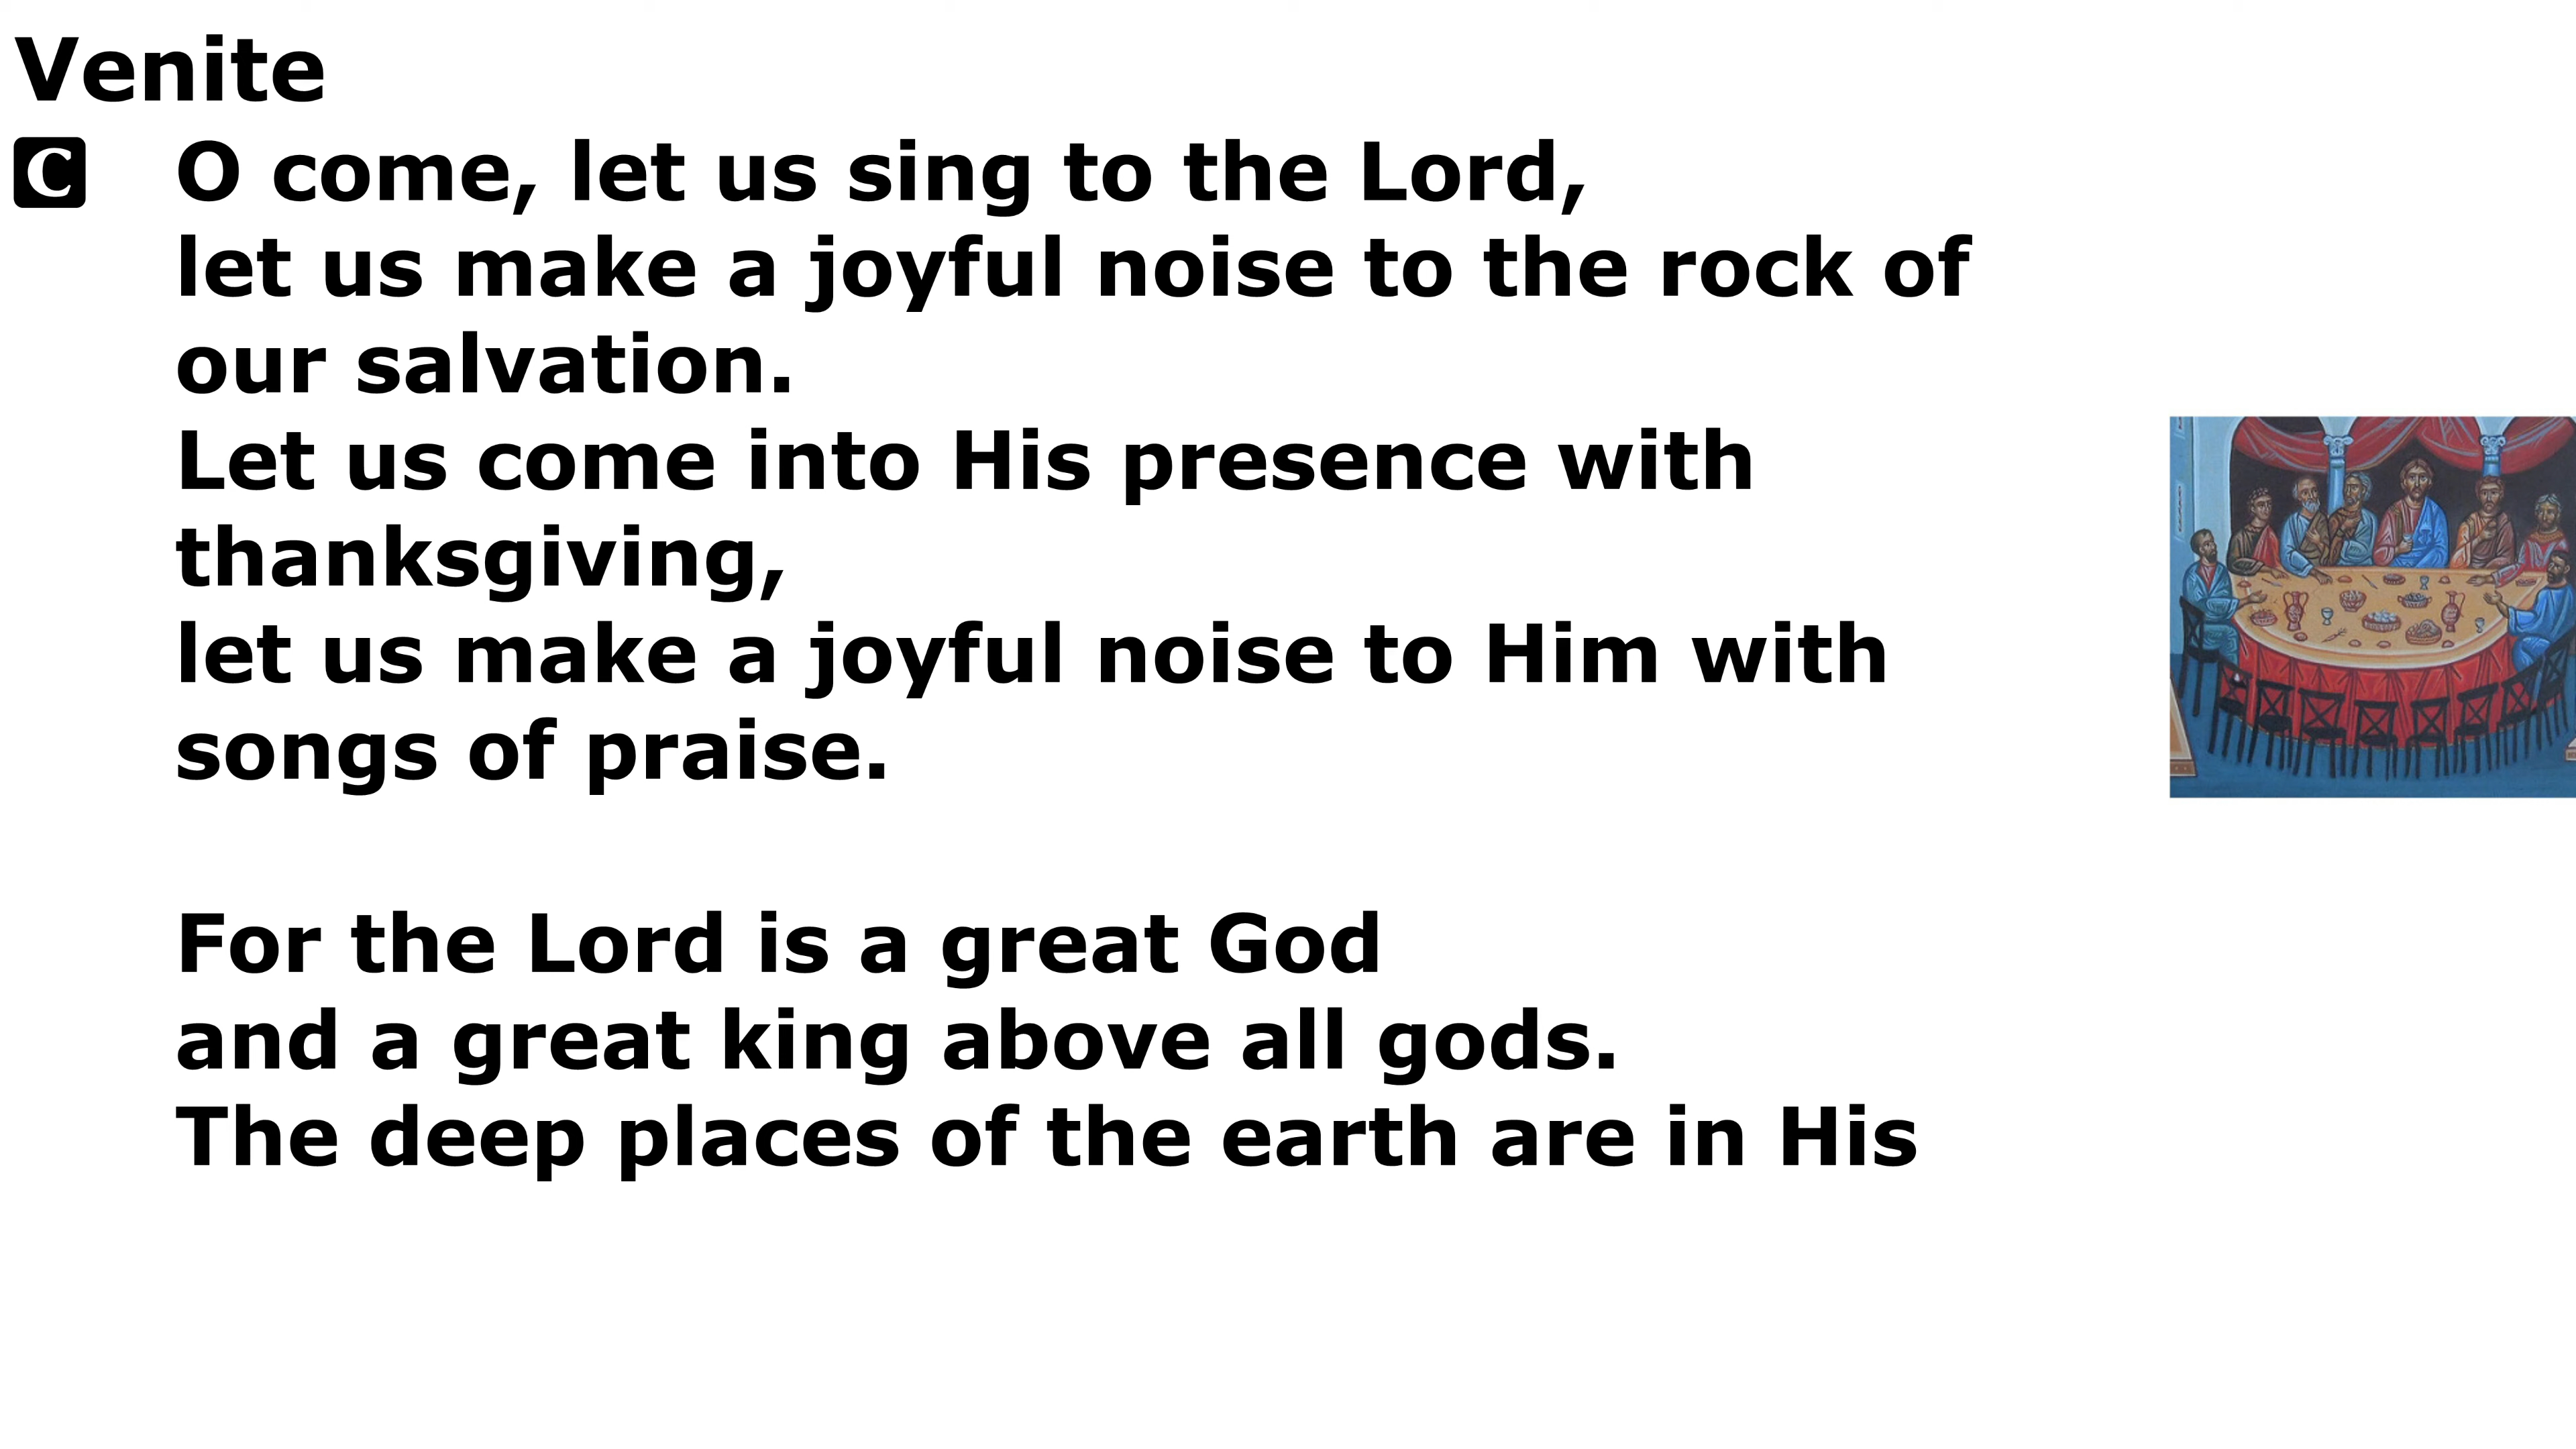 Venite
C O come, let us sing to the Lord,
let us make a joyful noise to the rock of
our salvation.
Let us come into His presence with
thanksgiving,
let us make a joyful noise to Him with
songs of praise.
For the Lord is a great God
and a great king above all gods.
The deep places of the earth are in His